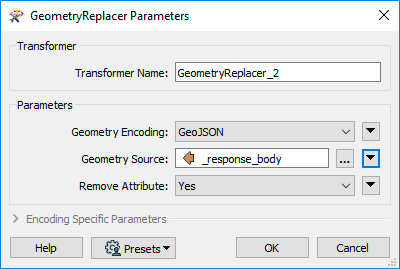 GeometryReplacer Parameters
Transformer
Transformer Name: GeometryReplacer_2
Parameters
Geometry Encoding: GeoJSON
Geometry Source: _response_body ...
Remove Attribute: Yes
Encoding Specific Parameters
Help Presets OK Cancel